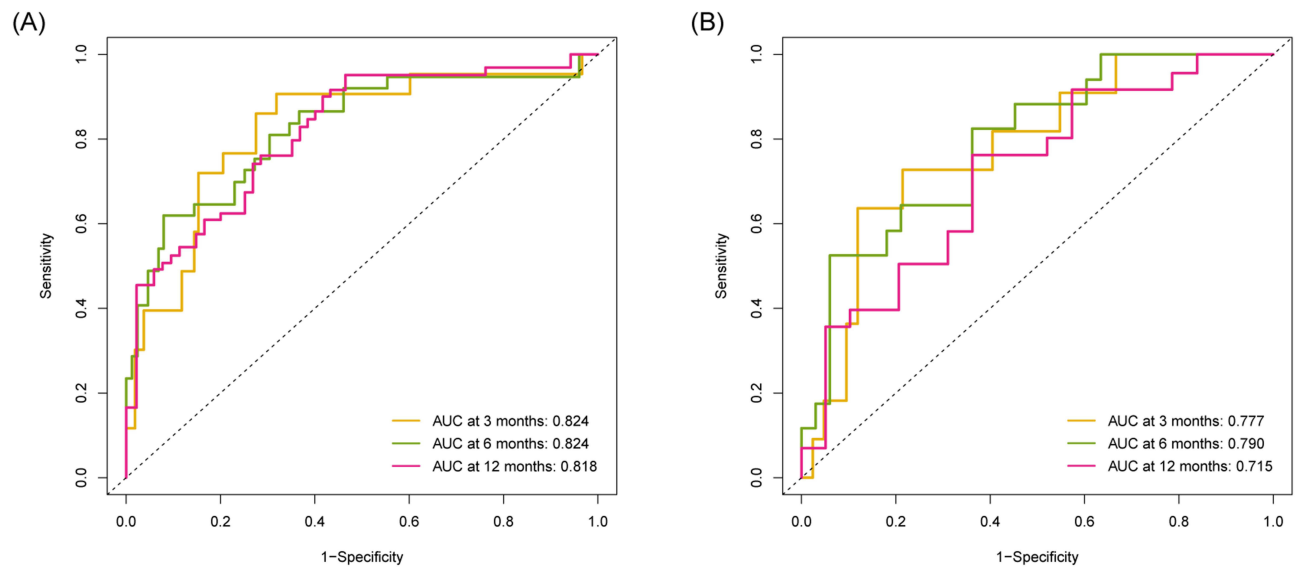 (A)
1.0
0.8
0.6
0.4
0.2
0.0
Sensitivity
AUC at 3 months: 0.824
AUC at 6 months: 0.824
AUC at 12 months: 0.818
0.0 0.2 0.4 0.6 0.8 1.0
1−Specificity
(B)
1.0
0.8
0.6
0.4
0.2
0.0
Sensitivity
AUC at 3 months: 0.777
AUC at 6 months: 0.790
AUC at 12 months: 0.715
0.0 0.2 0.4 0.6 0.8 1.0
1−Specificity